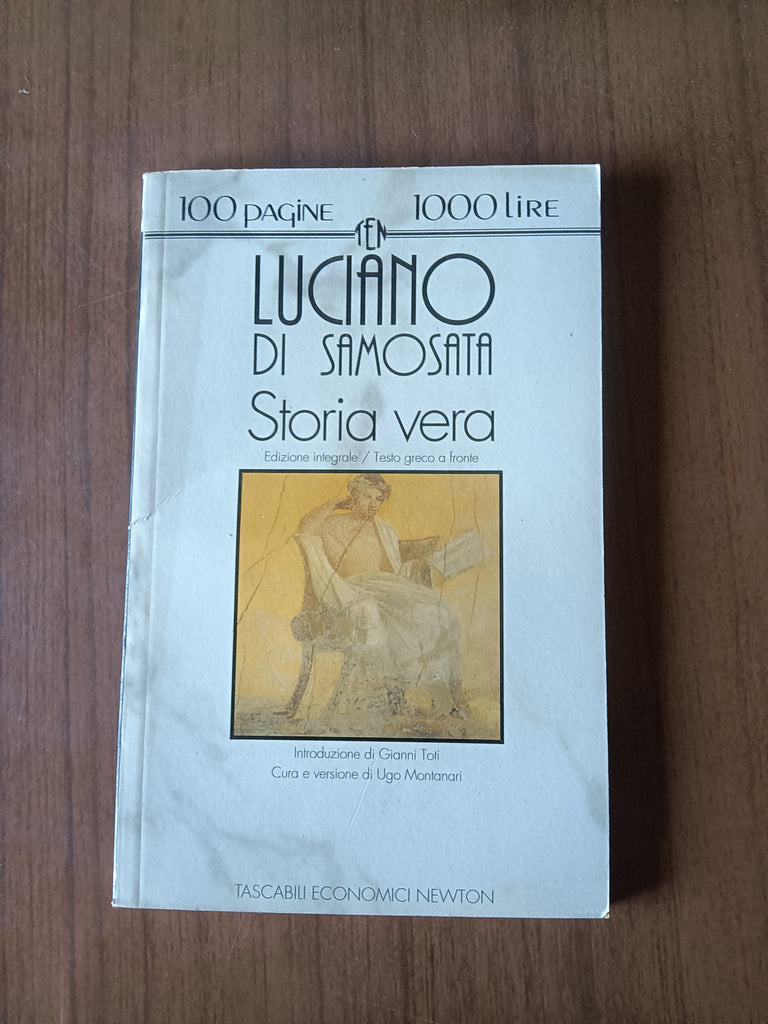 100 PAGINE 1000 LIRE
TEN
LUCIANO
DI SAMOSATA
Storia vera
Edizione integrale / Testo greco a fronte
Introduzione di Gianni Toti
Cura e versione di Ugo Montanari
TASCABILI ECONOMICI NEWTON